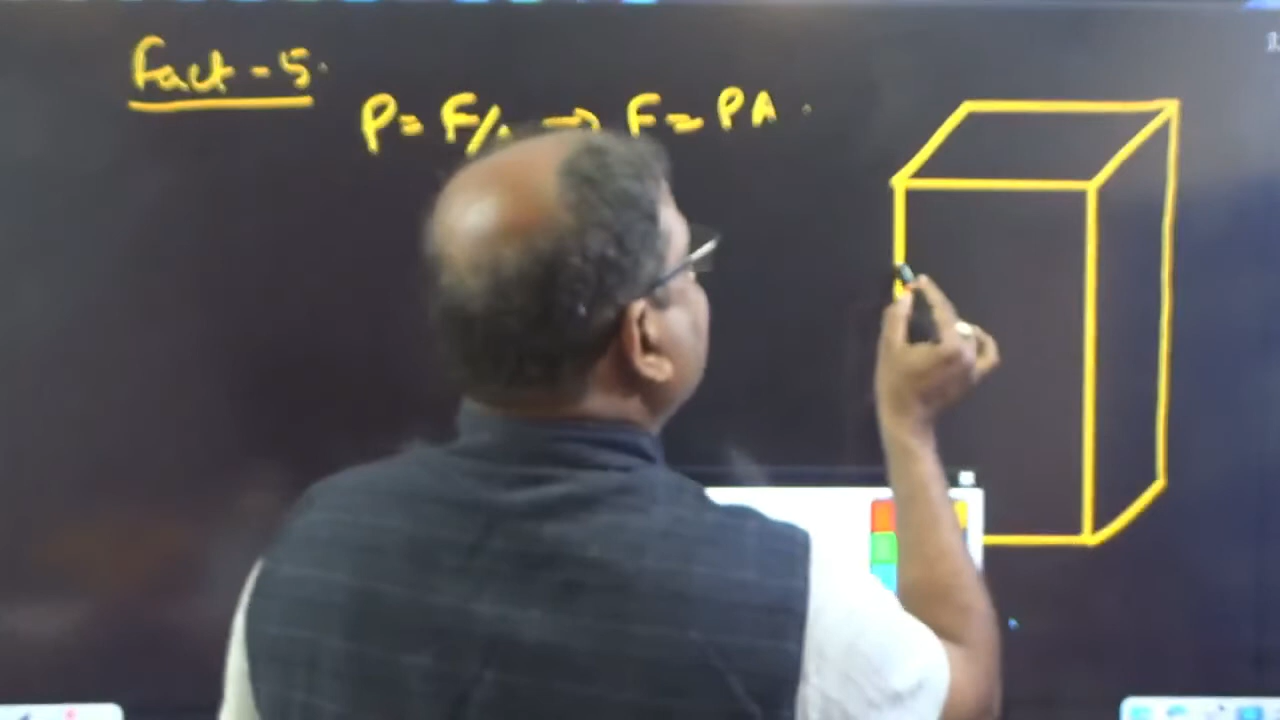 Fact - 5.
P = F/ → F = PA